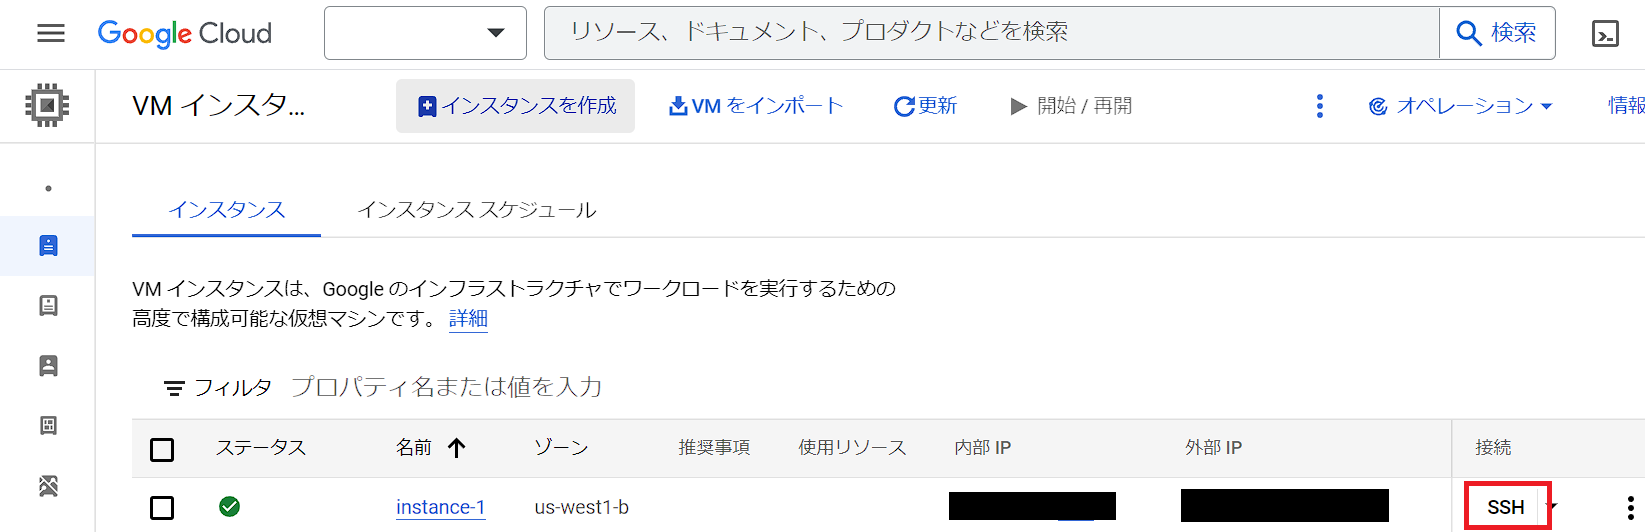 Google Cloud
リソース、ドキュメント、プロダクトなどを検索
検索
VM インスタ...
インスタンスを作成
VM をインポート
更新
開始 / 再開
オペレーション
情報
インスタンス
インスタンス スケジュール
VM インスタンスは、Google のインフラストラクチャでワークロードを実行するための
高度で構成可能な仮想マシンです。 詳細
フィルタ プロパティ名または値を入力
ステータス 名前 ゾーン 推奨事項 使用リソース 内部 IP 外部 IP 接続
instance-1 us-west1-b SSH